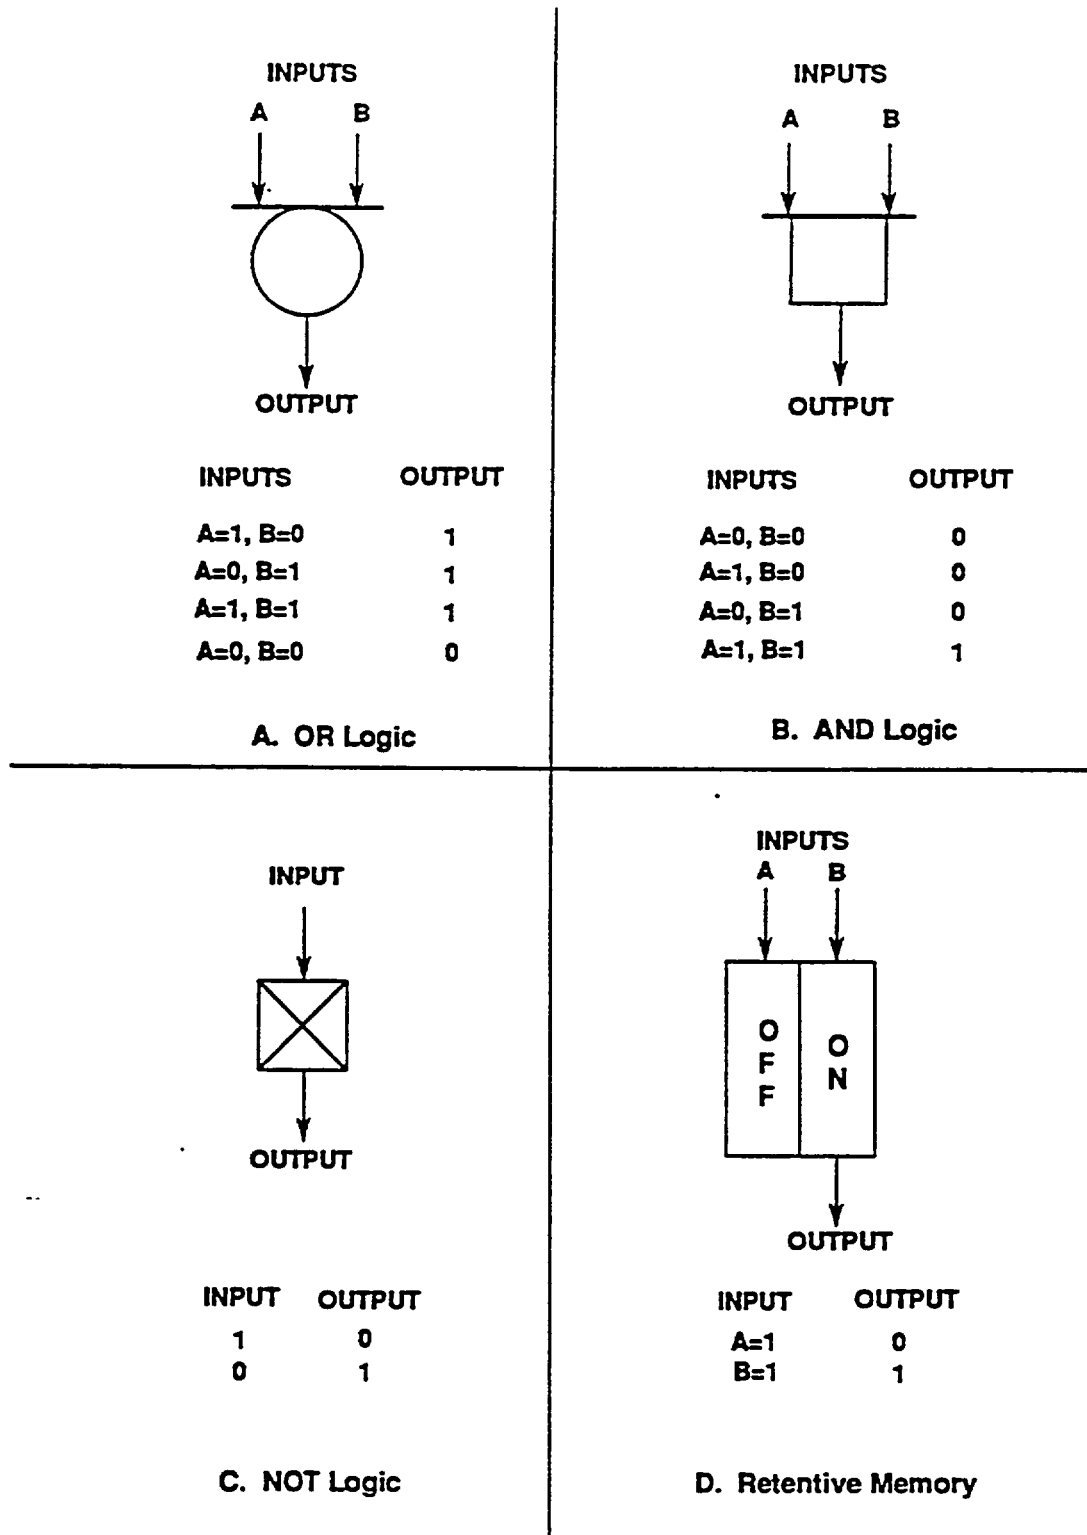 INPUTS
A B
OUTPUT
INPUTS OUTPUT
A=1, B=0 1
A=0, B=1 1
A=1, B=1 1
A=0, B=0 0
A. OR Logic
INPUTS
A B
OUTPUT
INPUTS OUTPUT
A=0, B=0 0
A=1, B=0 0
A=0, B=1 0
A=1, B=1 1
B. AND Logic
INPUT
OUTPUT
INPUT OUTPUT
1 0
0 1
C. NOT Logic
INPUTS
A B
OFF ON
OUTPUT
INPUT OUTPUT
A=1 0
B=1 1
D. Retentive Memory